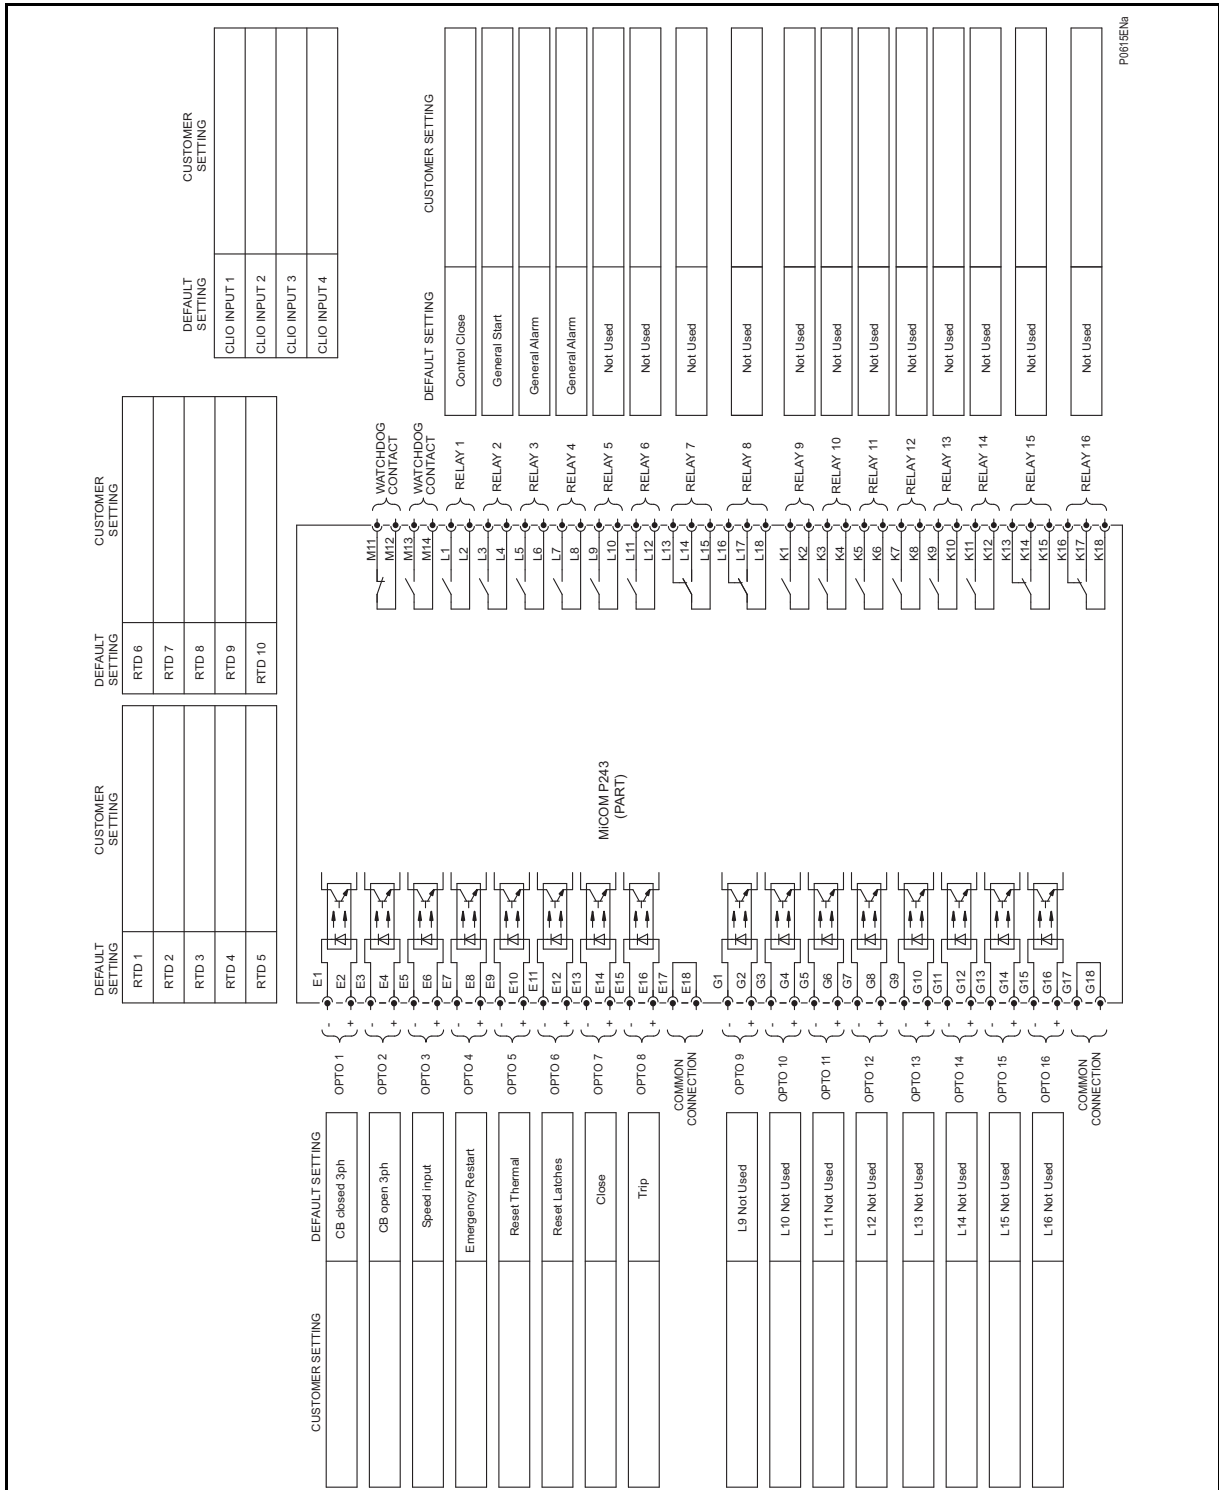 P0615ENa
DEFAULT SETTING
CUSTOMER SETTING
CLIO INPUT 1
CLIO INPUT 2
CLIO INPUT 3
CLIO INPUT 4
DEFAULT SETTING
CUSTOMER SETTING
DEFAULT SETTING
CUSTOMER SETTING
RTD 1
RTD 2
RTD 3
RTD 4
RTD 5
RTD 6
RTD 7
RTD 8
RTD 9
RTD 10
CUSTOMER SETTING
DEFAULT SETTING
CB closed 3ph
OPTO 1
-
+
E1
E2
CB open 3ph
OPTO 2
-
+
E3
E4
Speed input
OPTO 3
-
+
E5
E6
Emergency Restart
OPTO 4
-
+
E7
E8
Reset Thermal
OPTO 5
-
+
E9
E10
Reset Latches
OPTO 6
-
+
E11
E12
Close
OPTO 7
-
+
E13
E14
Trip
OPTO 8
-
+
E15
E16
COMMON CONNECTION
E17
E18
L9 Not Used
OPTO 9
-
+
G1
G2
L10 Not Used
OPTO 10
-
+
G3
G4
L11 Not Used
OPTO 11
-
+
G5
G6
L12 Not Used
OPTO 12
-
+
G7
G8
L13 Not Used
OPTO 13
-
+
G9
G10
L14 Not Used
OPTO 14
-
+
G11
G12
L15 Not Used
OPTO 15
-
+
G13
G14
L16 Not Used
OPTO 16
-
+
G15
G16
COMMON CONNECTION
G17
G18
MiCOM P243
(PART)
DEFAULT SETTING
CUSTOMER SETTING
M11
M12
WATCHDOG CONTACT
M13
M14
WATCHDOG CONTACT
L1
L2
RELAY 1
Control Close
L3
L4
RELAY 2
General Start
L5
L6
RELAY 3
General Alarm
L7
L8
RELAY 4
General Alarm
L9
L10
RELAY 5
Not Used
L11
L12
RELAY 6
Not Used
L13
L14
L15
RELAY 7
Not Used
L16
L17
L18
RELAY 8
Not Used
K1
K2
RELAY 9
Not Used
K3
K4
RELAY 10
Not Used
K5
K6
RELAY 11
Not Used
K7
K8
RELAY 12
Not Used
K9
K10
RELAY 13
Not Used
K11
K12
RELAY 14
Not Used
K13
K14
K15
RELAY 15
Not Used
K16
K17
K18
RELAY 16
Not Used